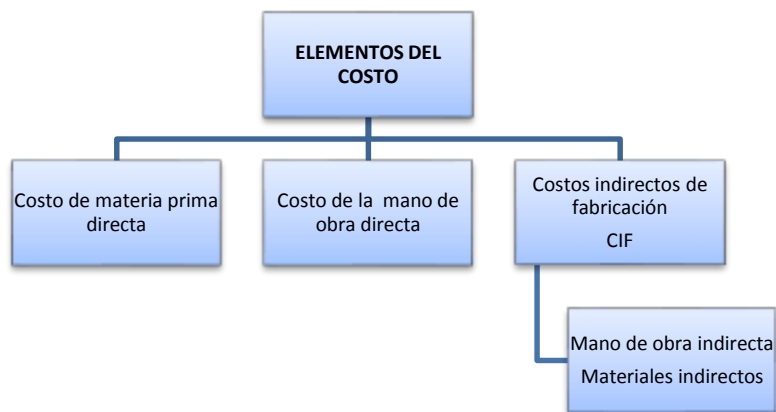 ELEMENTOS DEL
COSTO
Costo de materia prima
directa
Costo de la mano de
obra directa
Costos indirectos de
fabricación
CIF
Mano de obra indirecta
Materiales indirectos